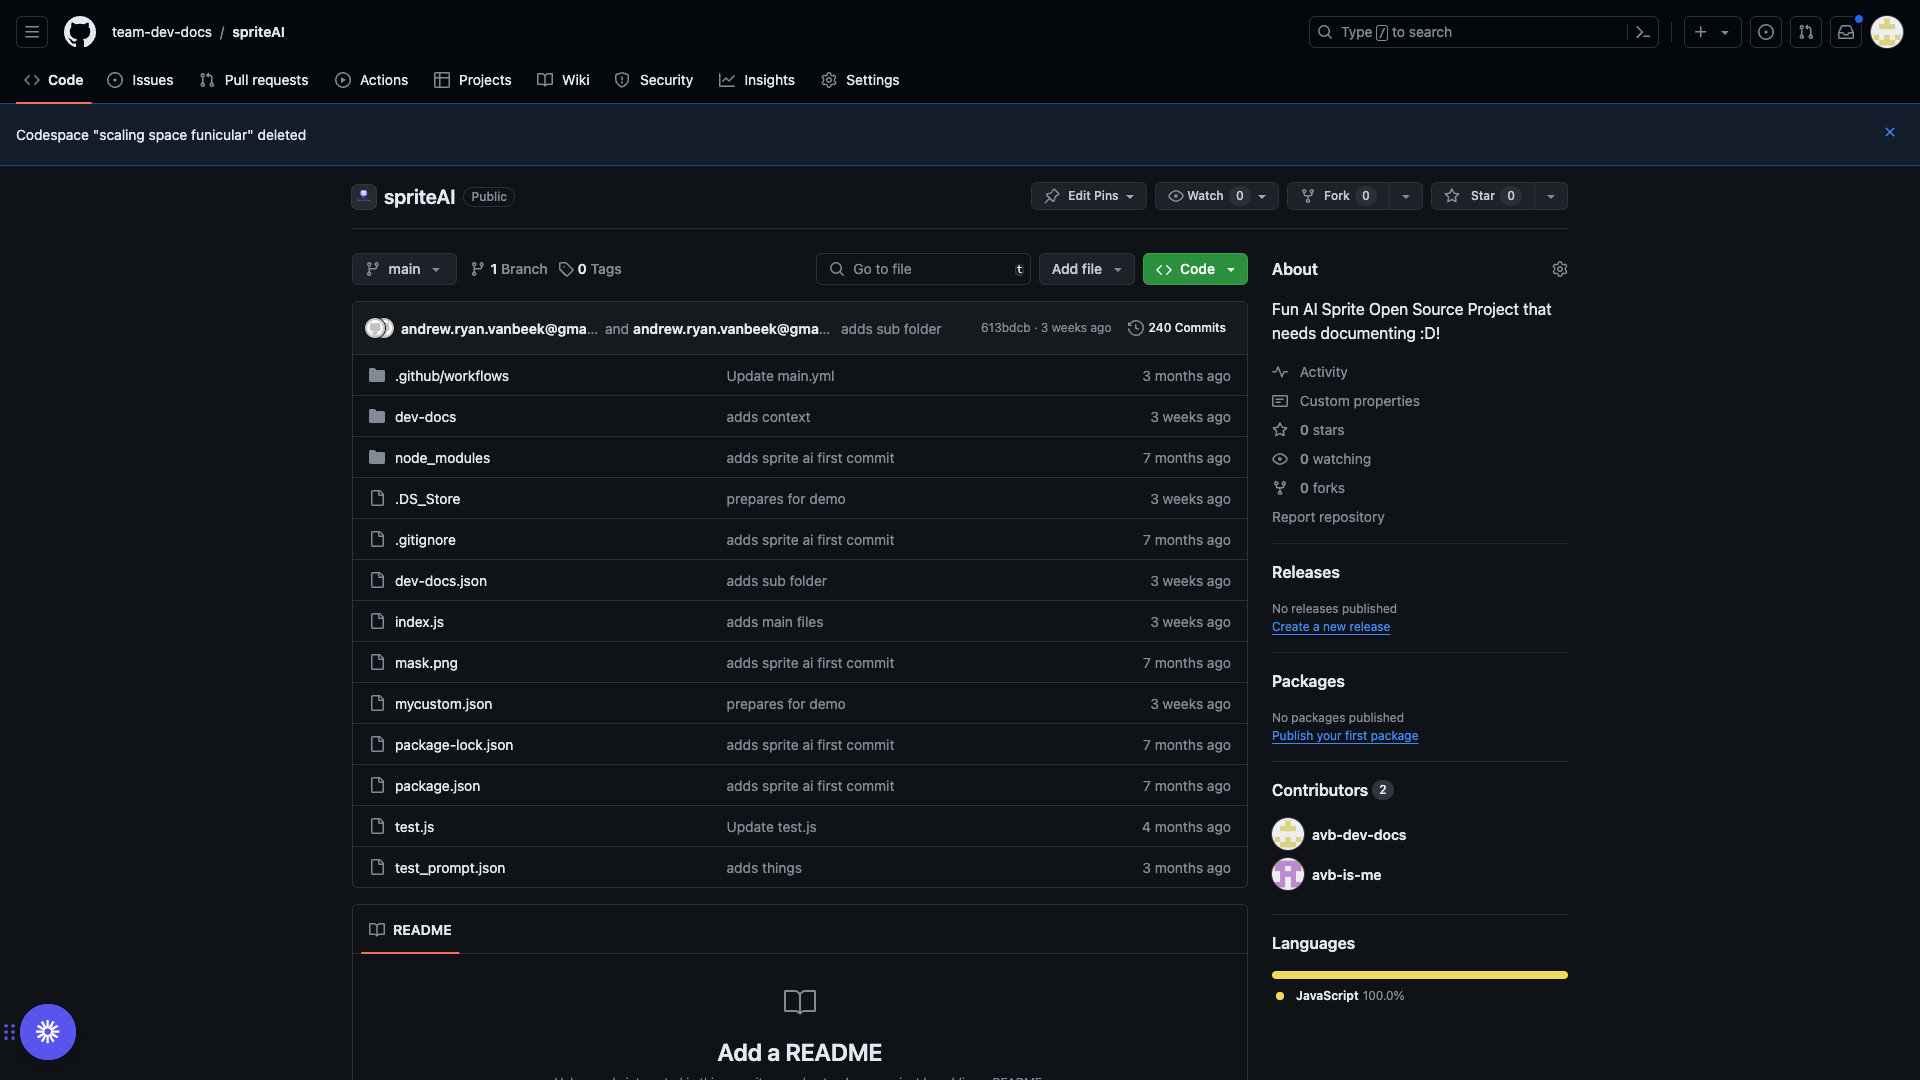 team-dev-docs / spriteAI
Type / to search
Code Issues Pull requests Actions Projects Wiki Security Insights Settings
Codespace "scaling space funicular" deleted
spriteAI Public
Edit Pins Watch 0 Fork 0 Star 0
main 1 Branch 0 Tags
Go to file t
Add file
Code
andrew.ryan.vanbeek@gma... and andrew.ryan.vanbeek@gma... adds sub folder 613bdcb · 3 weeks ago 240 Commits
.github/workflows Update main.yml 3 months ago
dev-docs adds context 3 weeks ago
node_modules adds sprite ai first commit 7 months ago
.DS_Store prepares for demo 3 weeks ago
.gitignore adds sprite ai first commit 7 months ago
dev-docs.json adds sub folder 3 weeks ago
index.js adds main files 3 weeks ago
mask.png adds sprite ai first commit 7 months ago
mycustom.json prepares for demo 3 weeks ago
package-lock.json adds sprite ai first commit 7 months ago
package.json adds sprite ai first commit 7 months ago
test.js Update test.js 4 months ago
test_prompt.json adds things 3 months ago
README
Add a README
About
Fun AI Sprite Open Source Project that
needs documenting :D!
Activity
Custom properties
0 stars
0 watching
0 forks
Report repository
Releases
No releases published
Create a new release
Packages
No packages published
Publish your first package
Contributors 2
avb-dev-docs
avb-is-me
Languages
JavaScript 100.0%